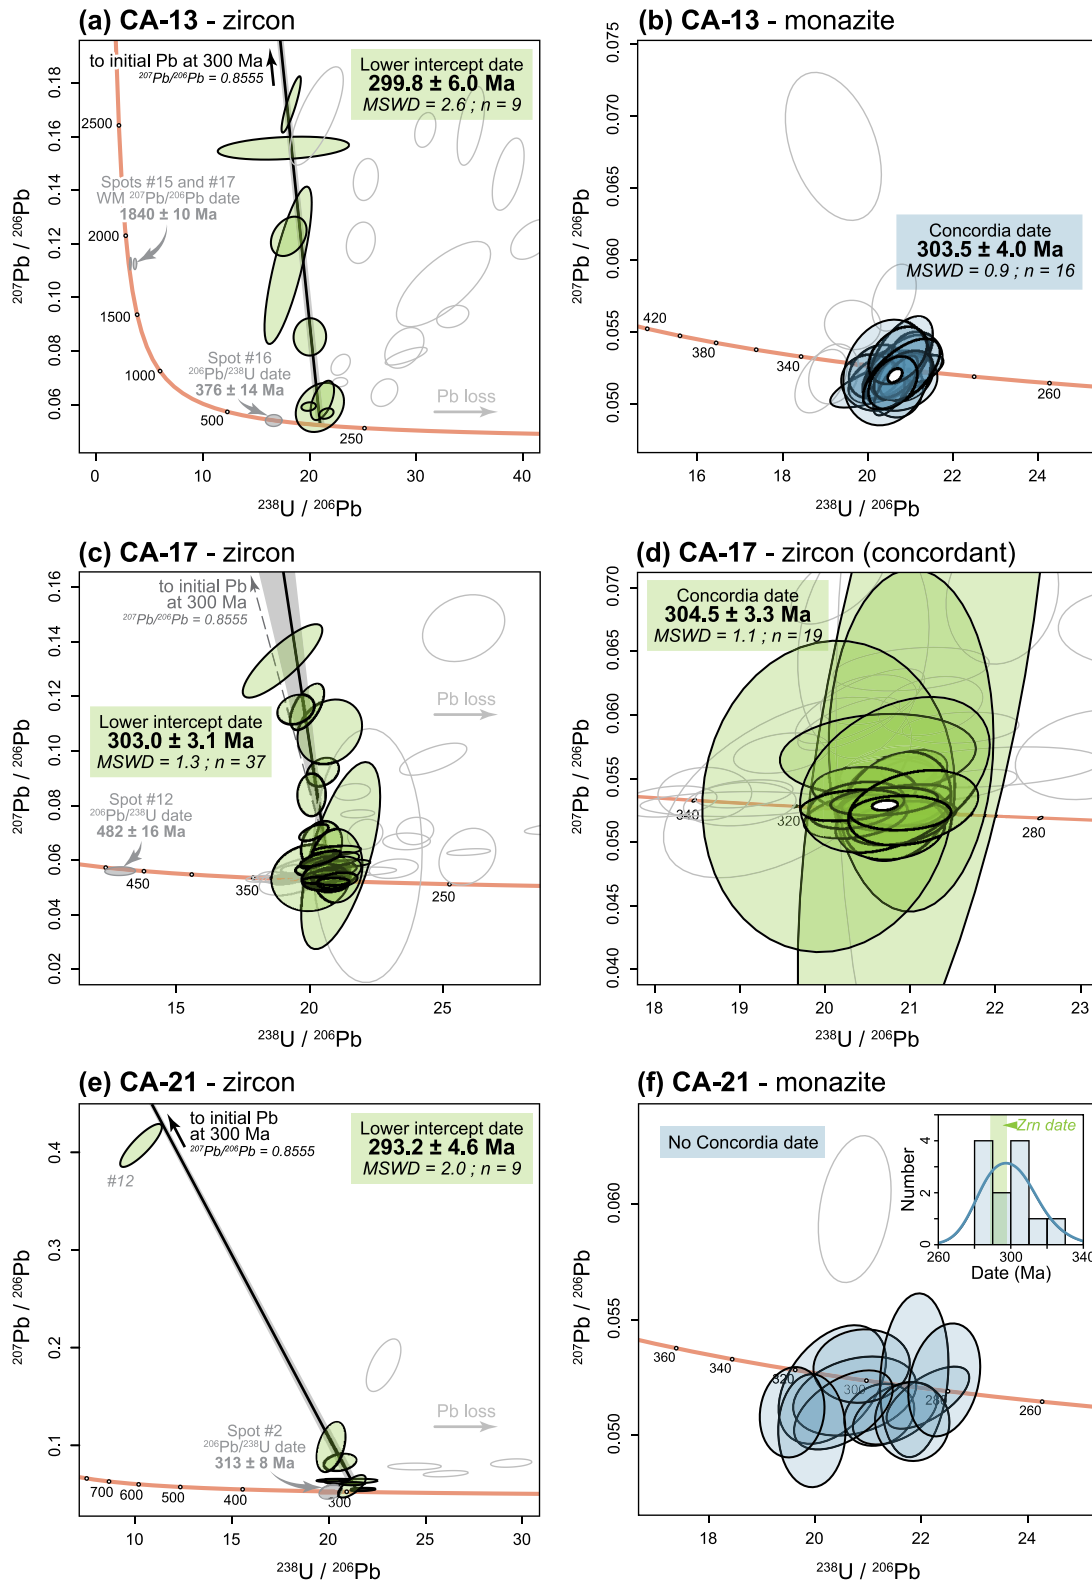 (a) CA-13 - zircon
to initial Pb at 300 Ma
²⁰⁷Pb/²⁰⁶Pb = 0.8555
Lower intercept date
299.8 ± 6.0 Ma
MSWD = 2.6 ; n = 9
Spots #15 and #17
WM ²⁰⁷Pb/²⁰⁶Pb date
1840 ± 10 Ma
Spot #16
²⁰⁶Pb/²³⁸U date
376 ± 14 Ma
Pb loss
2500
2000
1500
1000
500
250
0.18
0.16
0.14
0.12
0.10
0.08
0.06
²⁰⁷Pb / ²⁰⁶Pb
0 10 20 30 40
²³⁸U / ²⁰⁶Pb
(b) CA-13 - monazite
Concordia date
303.5 ± 4.0 Ma
MSWD = 0.9 ; n = 16
420
380
340
260
0.075
0.070
0.065
0.060
0.055
0.050
²⁰⁷Pb / ²⁰⁶Pb
16 18 20 22 24
²³⁸U / ²⁰⁶Pb
(c) CA-17 - zircon
to initial Pb
at 300 Ma
²⁰⁷Pb/²⁰⁶Pb = 0.8555
Pb loss
Lower intercept date
303.0 ± 3.1 Ma
MSWD = 1.3 ; n = 37
Spot #12
²⁰⁶Pb/²³⁸U date
482 ± 16 Ma
450
350
250
0.16
0.14
0.12
0.10
0.08
0.06
0.04
0.02
²⁰⁷Pb / ²⁰⁶Pb
15 20 25
²³⁸U / ²⁰⁶Pb
(d) CA-17 - zircon (concordant)
Concordia date
304.5 ± 3.3 Ma
MSWD = 1.1 ; n = 19
340
320
280
0.070
0.065
0.060
0.055
0.050
0.045
0.040
²⁰⁷Pb / ²⁰⁶Pb
18 19 20 21 22 23
²³⁸U / ²⁰⁶Pb
(e) CA-21 - zircon
to initial Pb
at 300 Ma
²⁰⁷Pb/²⁰⁶Pb = 0.8555
#12
Lower intercept date
293.2 ± 4.6 Ma
MSWD = 2.0 ; n = 9
Pb loss
Spot #2
²⁰⁶Pb/²³⁸U date
313 ± 8 Ma
700
600
500
400
300
0.4
0.3
0.2
0.1
²⁰⁷Pb / ²⁰⁶Pb
10 15 20 25 30
²³⁸U / ²⁰⁶Pb
(f) CA-21 - monazite
No Concordia date
Zrn date
Number
4
2
0
260 300 340
Date (Ma)
360
340
320
300
280
260
0.060
0.055
0.050
²⁰⁷Pb / ²⁰⁶Pb
18 20 22 24
²³⁸U / ²⁰⁶Pb